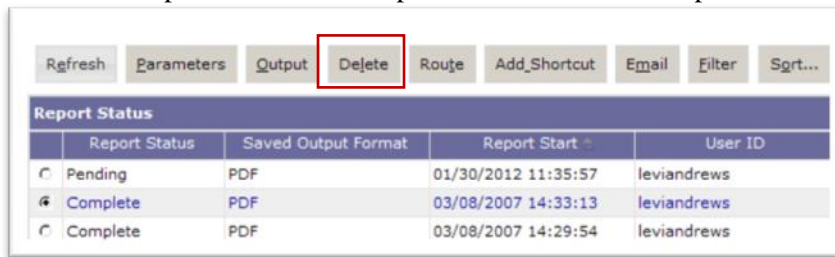 Refresh Parameters Output Delete Route Add_Shortcut Email Filter Sort...
Report Status
Report Status Saved Output Format Report Start User ID
Pending PDF 01/30/2012 11:35:57 leviandrews
Complete PDF 03/08/2007 14:33:13 leviandrews
Complete PDF 03/08/2007 14:29:54 leviandrews